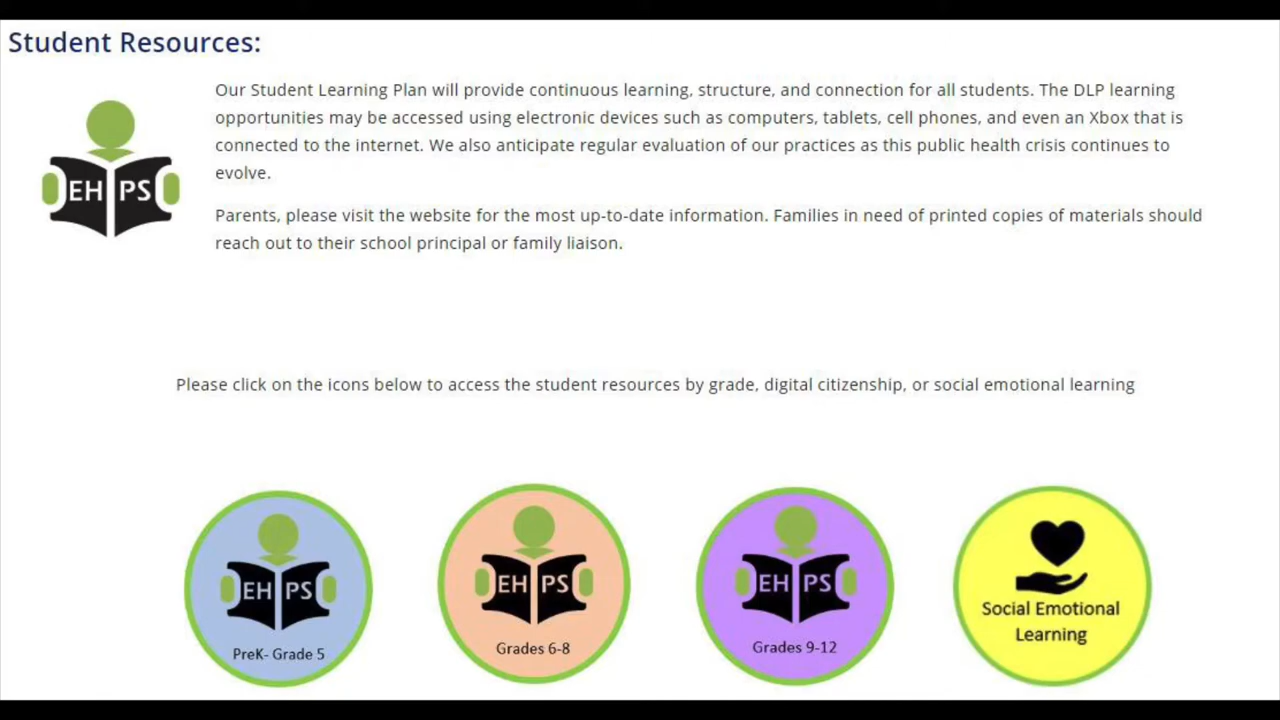 Student Resources:
Our Student Learning Plan will provide continuous learning, structure, and connection for all students. The DLP learning
opportunities may be accessed using electronic devices such as computers, tablets, cell phones, and even an Xbox that is
connected to the internet. We also anticipate regular evaluation of our practices as this public health crisis continues to
evolve.
EH PS
Parents, please visit the website for the most up-to-date information. Families in need of printed copies of materials should
reach out to their school principal or family liaison.
Please click on the icons below to access the student resources by grade, digital citizenship, or social emotional learning
EH PS
PreK- Grade 5
EH PS
Grades 6-8
EH PS
Grades 9-12
Social Emotional
Learning